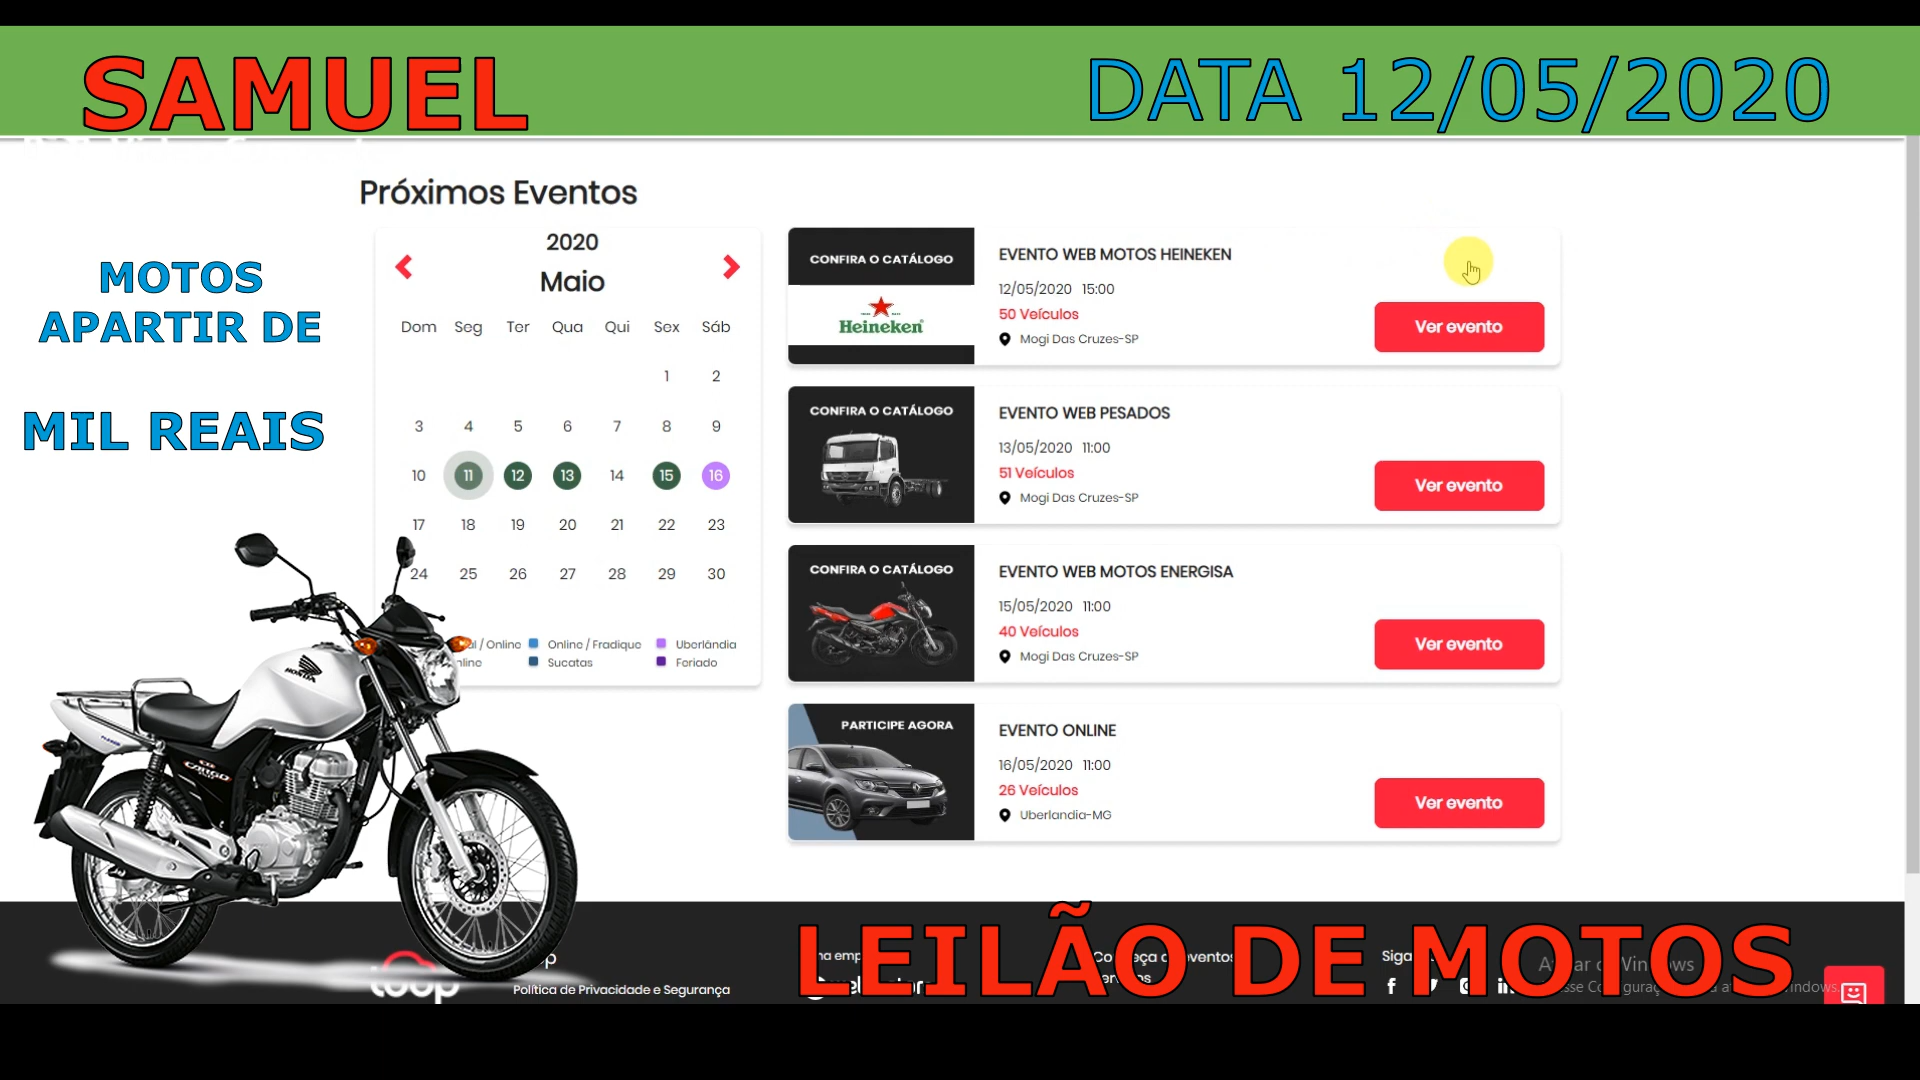 SAMUEL
DATA 12/05/2020
Próximos Eventos
MOTOS
APARTIR DE
MIL REAIS
2020
Maio
Dom Seg Ter Qua Qui Sex Sáb
1 2
3 4 5 6 7 8 9
10 11 12 13 14 15 16
17 18 19 20 21 22 23
24 25 26 27 28 29 30
/ Online Online / Fradique Uberlândia
Sucatas Feriado
CONFIRA O CATÁLOGO
Heineken
EVENTO WEB MOTOS HEINEKEN
12/05/2020 15:00
50 Veículos
Mogi Das Cruzes-SP
Ver evento
CONFIRA O CATÁLOGO
EVENTO WEB PESADOS
13/05/2020 11:00
51 Veículos
Mogi Das Cruzes-SP
Ver evento
CONFIRA O CATÁLOGO
EVENTO WEB MOTOS ENERGISA
15/05/2020 11:00
40 Veículos
Mogi Das Cruzes-SP
Ver evento
PARTICIPE AGORA
EVENTO ONLINE
16/05/2020 11:00
26 Veículos
Uberlandia-MG
Ver evento
HONDA
CARGO
LEILÃO DE MOTOS
loop
Política de Privacidade e Segurança